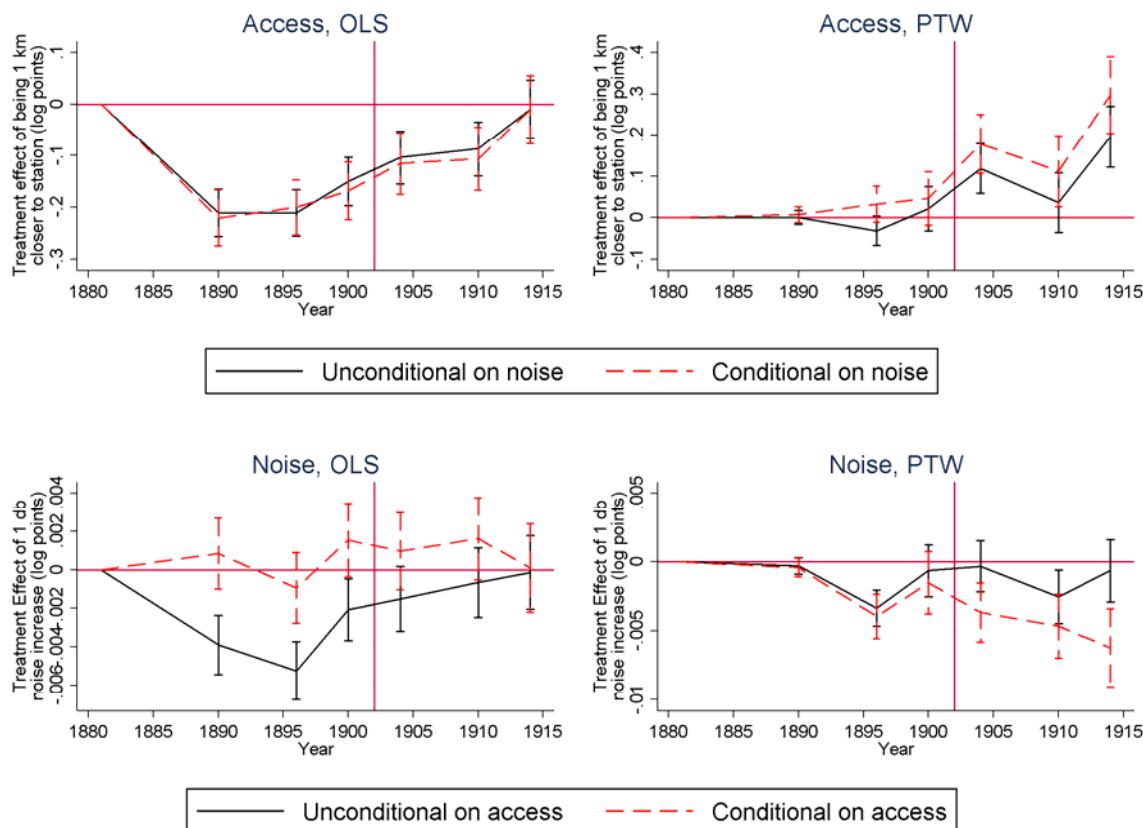 Access, OLS
Treatment effect of being 1 km
closer to station (log points)
.1
0
-.1
-.2
-.3
1880 1885 1890 1895 1900 1905 1910 1915
Year
Access, PTW
Treatment effect of being 1 km
closer to station (log points)
.4
.3
.2
.1
0
-.1
1880 1885 1890 1895 1900 1905 1910 1915
Year
Unconditional on noise Conditional on noise
Noise, OLS
Treatment Effect of 1 db
noise increase (log points)
.004
.002
0
-.002
-.004
-.006
1880 1885 1890 1895 1900 1905 1910 1915
Year
Noise, PTW
Treatment Effect of 1 db
noise increase (log points)
.005
0
-.005
-.01
1880 1885 1890 1895 1900 1905 1910 1915
Year
Unconditional on access Conditional on access